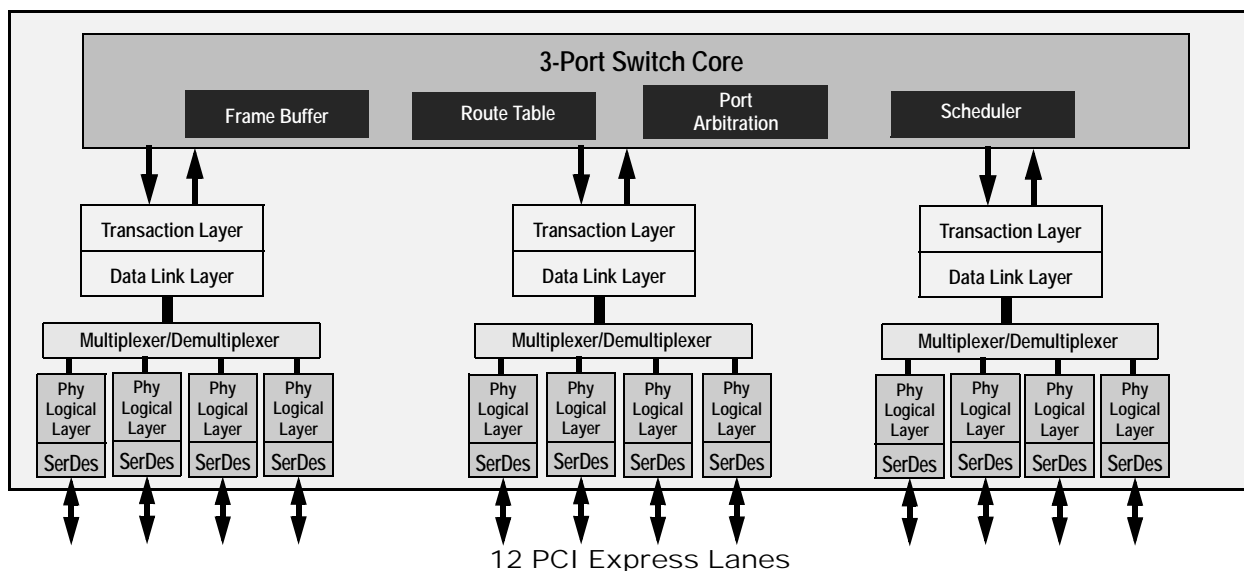 3-Port Switch Core
Frame Buffer
Route Table
Port
Arbitration
Scheduler
Transaction Layer
Data Link Layer
Transaction Layer
Data Link Layer
Transaction Layer
Data Link Layer
Multiplexer/Demultiplexer
Multiplexer/Demultiplexer
Multiplexer/Demultiplexer
Phy
Logical
Layer
SerDes
Phy
Logical
Layer
SerDes
Phy
Logical
Layer
SerDes
Phy
Logical
Layer
SerDes
Phy
Logical
Layer
SerDes
Phy
Logical
Layer
SerDes
Phy
Logical
Layer
SerDes
Phy
Logical
Layer
SerDes
Phy
Logical
Layer
SerDes
Phy
Logical
Layer
SerDes
Phy
Logical
Layer
SerDes
Phy
Logical
Layer
SerDes
12 PCI Express Lanes